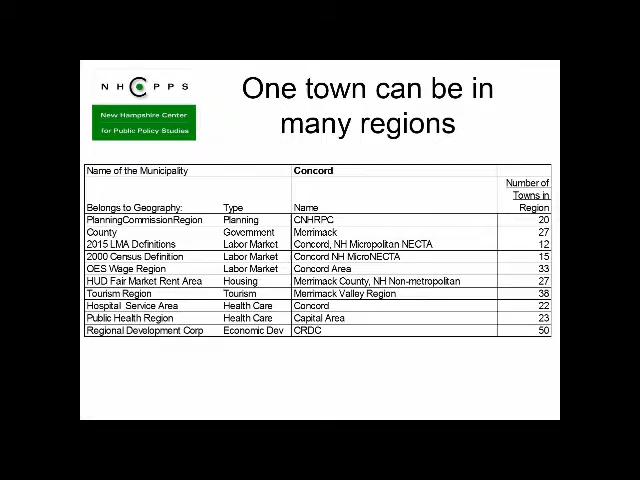 NHCPPS
New Hampshire Center
for Public Policy Studies
One town can be in
many regions
Name of the Municipality Concord
Number of
Towns in
Belongs to Geography: Type Name Region
PlanningCommissionRegion Planning CNHRPC 20
County Government Merrimack 27
2015 LMA Definitions Labor Market Concord, NH Micropolitan NECTA 12
2000 Census Definition Labor Market Concord NH MicroNECTA 15
OES Wage Region Labor Market Concord Area 33
HUD Fair Market Rent Area Housing Merrimack County, NH Non-metropolitan 27
Tourism Region Tourism Merrimack Valley Region 38
Hospital Service Area Health Care Concord 22
Public Health Region Health Care Capital Area 23
Regional Development Corp Economic Dev CRDC 50